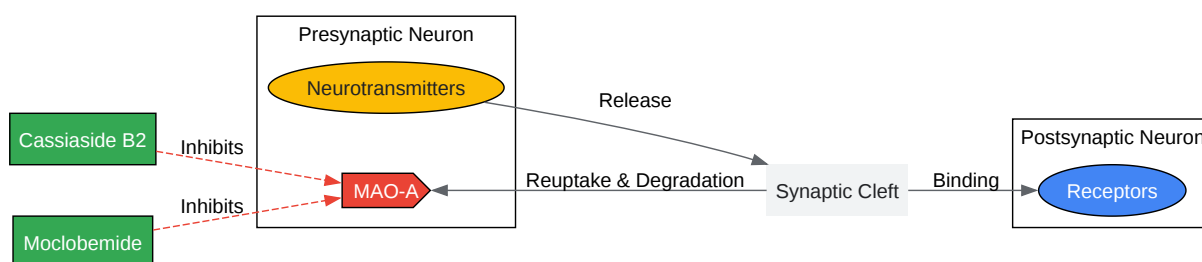 Presynaptic Neuron
Neurotransmitters
Release
Cassiaside B2
Inhibits
Postsynaptic Neuron
MAO-A
Reuptake & Degradation
Synaptic Cleft
Binding
Receptors
Inhibits
Moclobemide